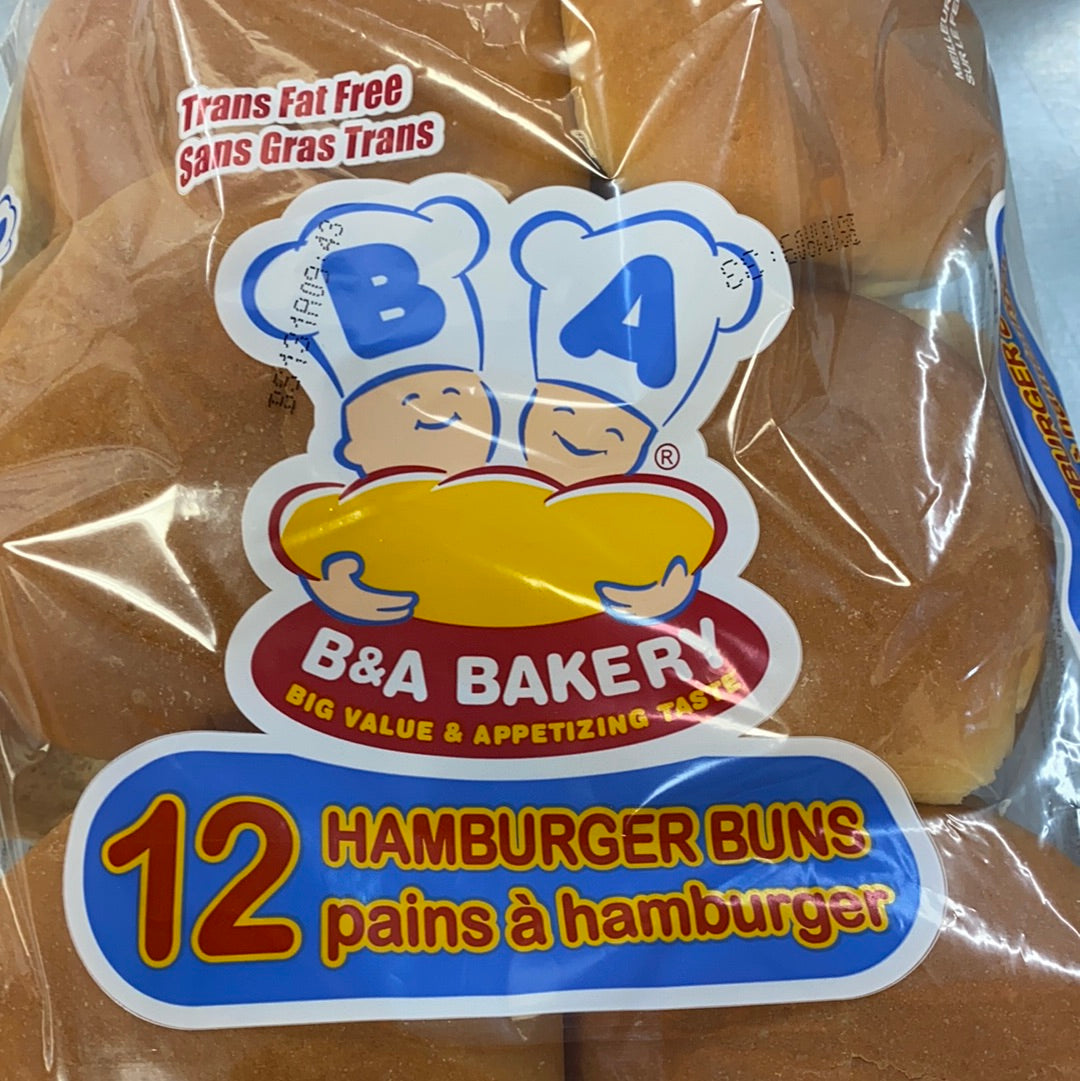 Trans Fat Free
Sans Gras Trans
B
A
®
B&A BAKERY
BIG VALUE & APPETIZING TASTE
12
HAMBURGER BUNS
pains à hamburger